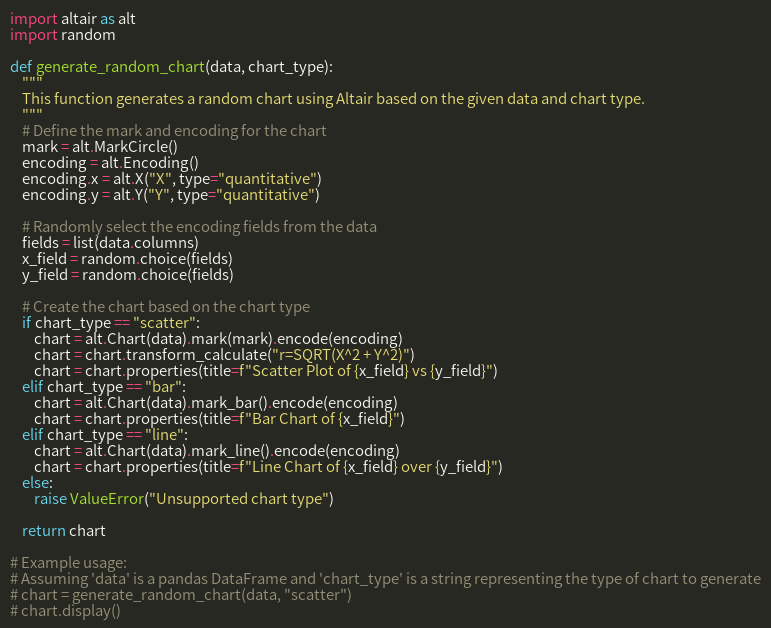 import altair as alt
import random

def generate_random_chart(data, chart_type):
    """
    This function generates a random chart using Altair based on the given data and chart type.
    """
    # Define the mark and encoding for the chart
    mark = alt.MarkCircle()
    encoding = alt.Encoding()
    encoding.x = alt.X("X", type="quantitative")
    encoding.y = alt.Y("Y", type="quantitative")

    # Randomly select the encoding fields from the data
    fields = list(data.columns)
    x_field = random.choice(fields)
    y_field = random.choice(fields)

    # Create the chart based on the chart type
    if chart_type == "scatter":
        chart = alt.Chart(data).mark(mark).encode(encoding)
        chart = chart.transform_calculate("r=SQRT(X^2 + Y^2)")
        chart = chart.properties(title=f"Scatter Plot of {x_field} vs {y_field}")
    elif chart_type == "bar":
        chart = alt.Chart(data).mark_bar().encode(encoding)
        chart = chart.properties(title=f"Bar Chart of {x_field}")
    elif chart_type == "line":
        chart = alt.Chart(data).mark_line().encode(encoding)
        chart = chart.properties(title=f"Line Chart of {x_field} over {y_field}")
    else:
        raise ValueError("Unsupported chart type")

    return chart

# Example usage:
# Assuming 'data' is a pandas DataFrame and 'chart_type' is a string representing the type of chart to generate
# chart = generate_random_chart(data, "scatter")
# chart.display()